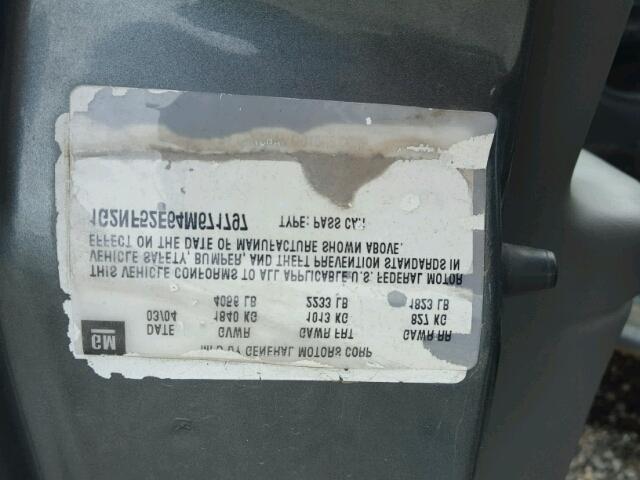 MFD BY GENERAL MOTORS CORP
GM DATE GVWR GAWR FRT GAWR RR
03/04 1840 KG 1013 KG 827 KG
4056 LB 2233 LB 1823 LB
THIS VEHICLE CONFORMS TO ALL APPLICABLE U.S. FEDERAL MOTOR
VEHICLE SAFETY, BUMPER, AND THEFT PREVENTION STANDARDS IN
EFFECT ON THE DATE OF MANUFACTURE SHOWN ABOVE.
1G2NF52E64M671797 TYPE: PASS CAR